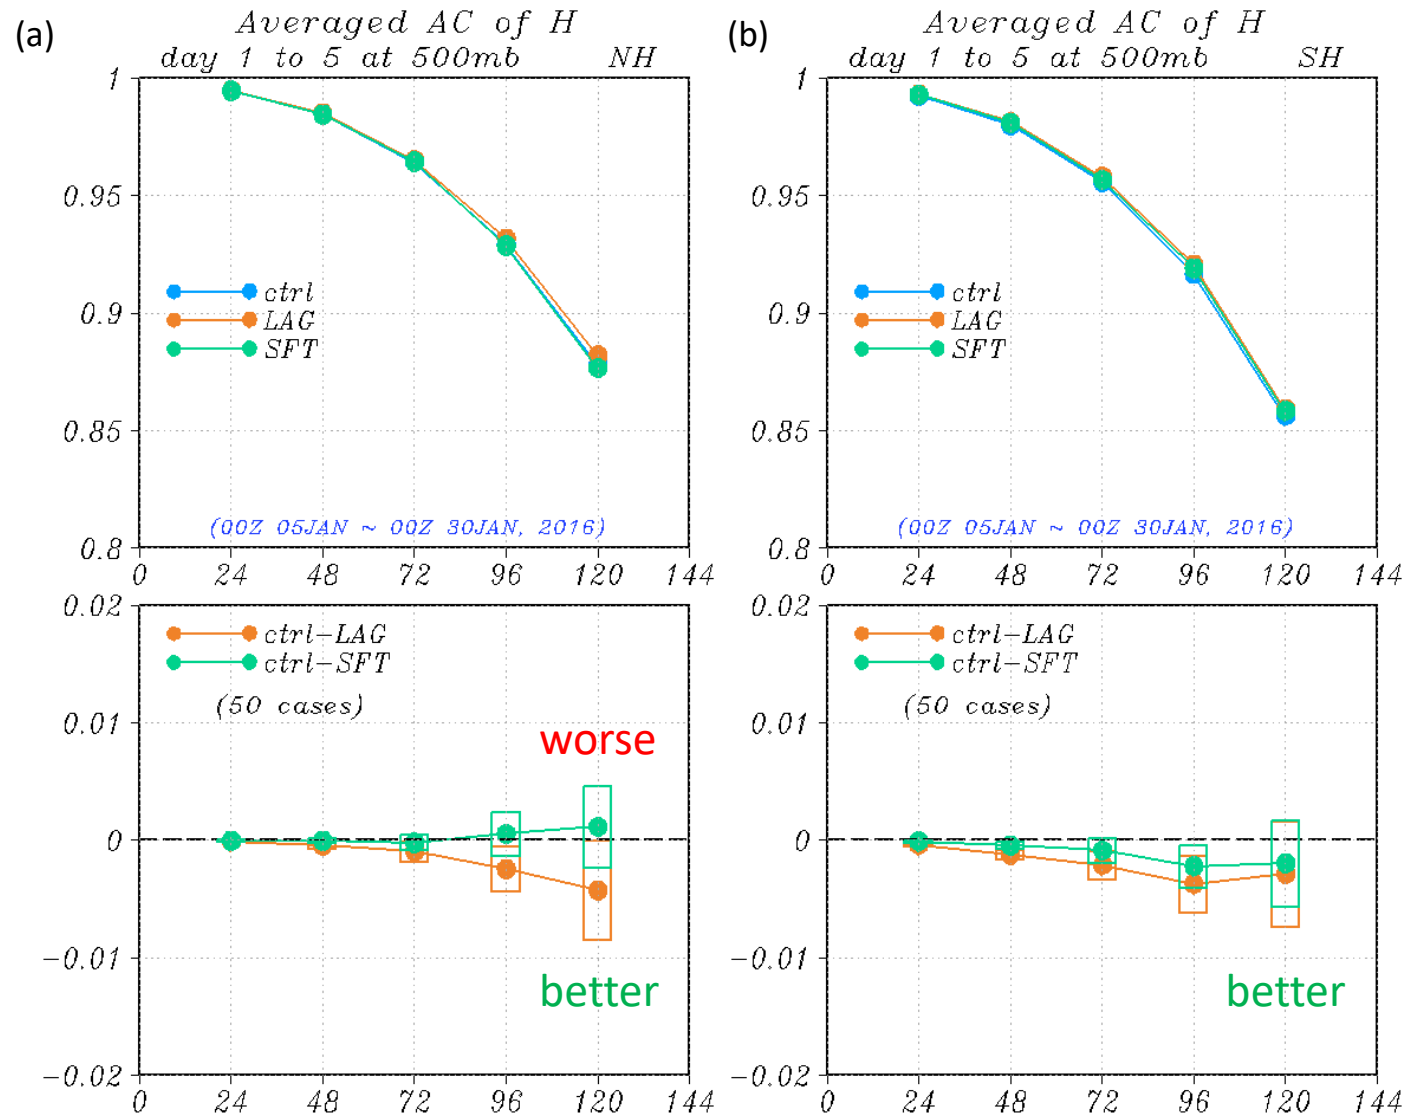 (a)
Averaged AC of H
day 1 to 5 at 500mb NH
1
0.95
0.9
0.85
0.8
ctrl
LAG
SFT
(00Z 05JAN ~ 00Z 30JAN, 2016)
0 24 48 72 96 120 144
0.02
0.01
0
−0.01
−0.02
ctrl−LAG
ctrl−SFT
(50 cases)
worse
better
0 24 48 72 96 120 144
(b)
Averaged AC of H
day 1 to 5 at 500mb SH
1
0.95
0.9
0.85
0.8
ctrl
LAG
SFT
(00Z 05JAN ~ 00Z 30JAN, 2016)
0 24 48 72 96 120 144
0.02
0.01
0
−0.01
−0.02
ctrl−LAG
ctrl−SFT
(50 cases)
better
0 24 48 72 96 120 144